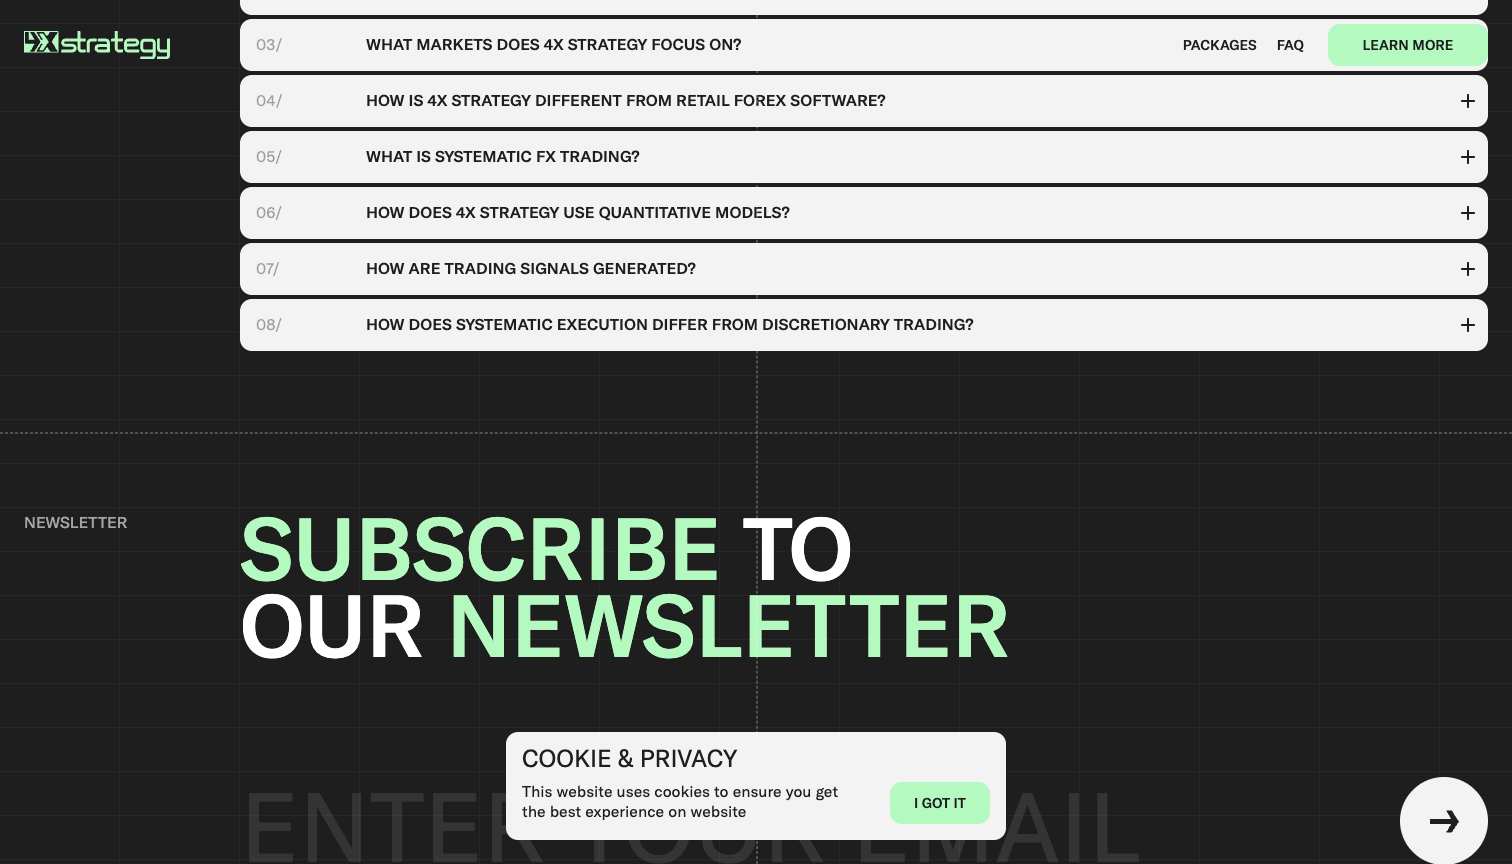 4Xstrategy
03/ WHAT MARKETS DOES 4X STRATEGY FOCUS ON?
PACKAGES FAQ LEARN MORE
04/ HOW IS 4X STRATEGY DIFFERENT FROM RETAIL FOREX SOFTWARE?
05/ WHAT IS SYSTEMATIC FX TRADING?
06/ HOW DOES 4X STRATEGY USE QUANTITATIVE MODELS?
07/ HOW ARE TRADING SIGNALS GENERATED?
08/ HOW DOES SYSTEMATIC EXECUTION DIFFER FROM DISCRETIONARY TRADING?
NEWSLETTER
SUBSCRIBE TO
OUR NEWSLETTER
COOKIE & PRIVACY
This website uses cookies to ensure you get
the best experience on website
I GOT IT
ENTER YOUR EMAIL